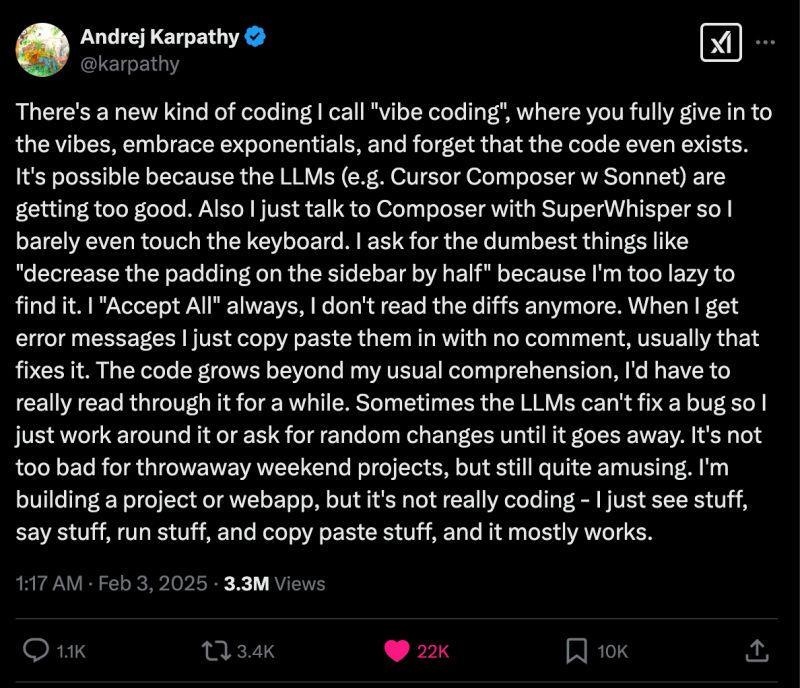 Andrej Karpathy
@karpathy
There's a new kind of coding I call "vibe coding", where you fully give in to
the vibes, embrace exponentials, and forget that the code even exists.
It's possible because the LLMs (e.g. Cursor Composer w Sonnet) are
getting too good. Also I just talk to Composer with SuperWhisper so I
barely even touch the keyboard. I ask for the dumbest things like
"decrease the padding on the sidebar by half" because I'm too lazy to
find it. I "Accept All" always, I don't read the diffs anymore. When I get
error messages I just copy paste them in with no comment, usually that
fixes it. The code grows beyond my usual comprehension, I'd have to
really read through it for a while. Sometimes the LLMs can't fix a bug so I
just work around it or ask for random changes until it goes away. It's not
too bad for throwaway weekend projects, but still quite amusing. I'm
building a project or webapp, but it's not really coding - I just see stuff,
say stuff, run stuff, and copy paste stuff, and it mostly works.
1:17 AM · Feb 3, 2025 · 3.3M Views
1.1K 3.4K 22K 10K